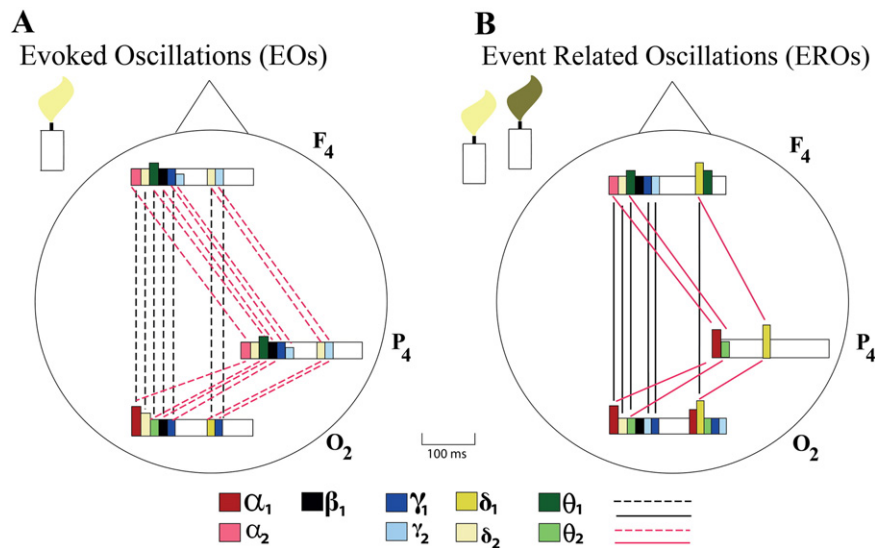 A
Evoked Oscillations (EOs)
F4
P4
O2
B
Event Related Oscillations (EROs)
F4
P4
O2
100 ms
α1 β1 γ1 δ1 θ1
α2 γ2 δ2 θ2